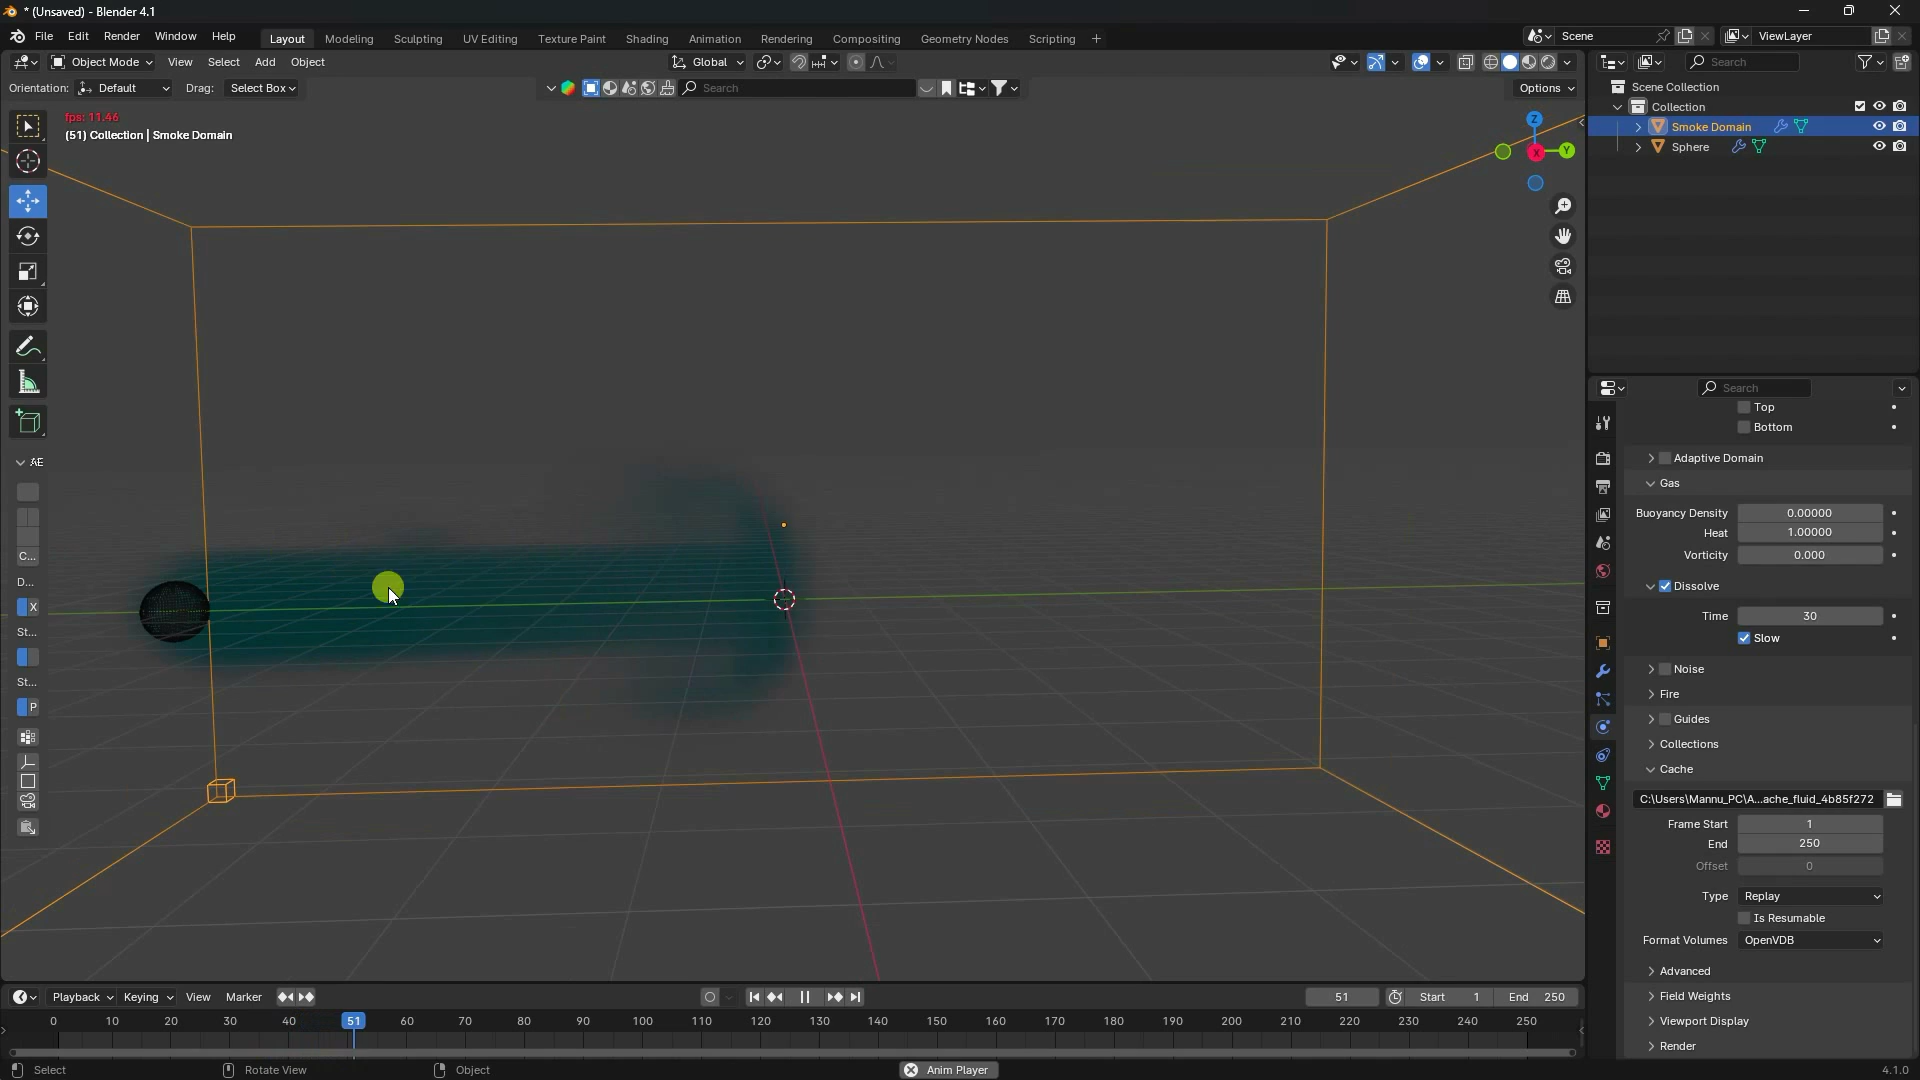 * (Unsaved) - Blender 4.1
File Edit Render Window Help Layout Modeling Sculpting UV Editing Texture Paint Shading Animation Rendering Compositing Geometry Nodes Scripting + Scene ViewLayer
Object Mode View Select Add Object Global Search
Orientation: Default Drag: Select Box Search Options
fps: 11.46
(51) Collection | Smoke Domain
Scene Collection
Collection
Smoke Domain
Sphere
Z
X
Y
AE
C...
D...
X
St...
St...
P
Search
Top
Bottom
Adaptive Domain
Gas
Buoyancy Density 0.00000
Heat 1.00000
Vorticity 0.000
Dissolve
Time 30
Slow
Noise
Fire
Guides
Collections
Cache
C:\Users\Mannu_PC\A...ache_fluid_4b85f272
Frame Start 1
End 250
Offset 0
Type Replay
Is Resumable
Format Volumes OpenVDB
Advanced
Field Weights
Viewport Display
Render
Playback Keying View Marker 51 Start 1 End 250
0 10 20 30 40 51 60 70 80 90 100 110 120 130 140 150 160 170 180 190 200 210 220 230 240 250
Select Rotate View Object Anim Player 4.1.0